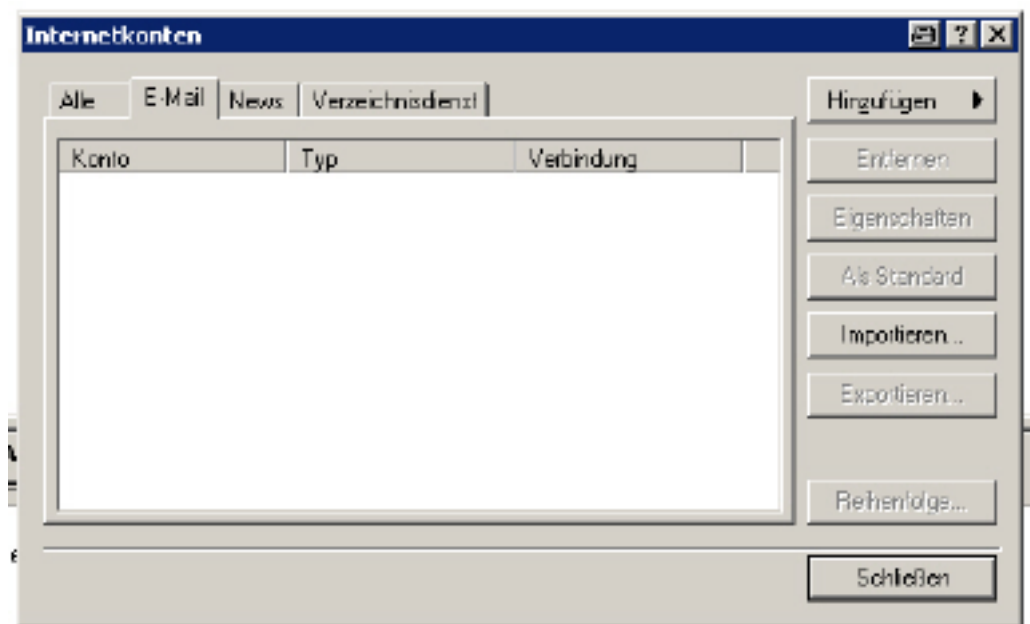 Internetkonten
Alle E-Mail News Verzeichnisdienst
Hinzufügen
Konto Typ Verbindung
Entfernen
Eigenschaften
Als Standard
Importieren...
Exportieren...
Reihenfolge...
Schließen